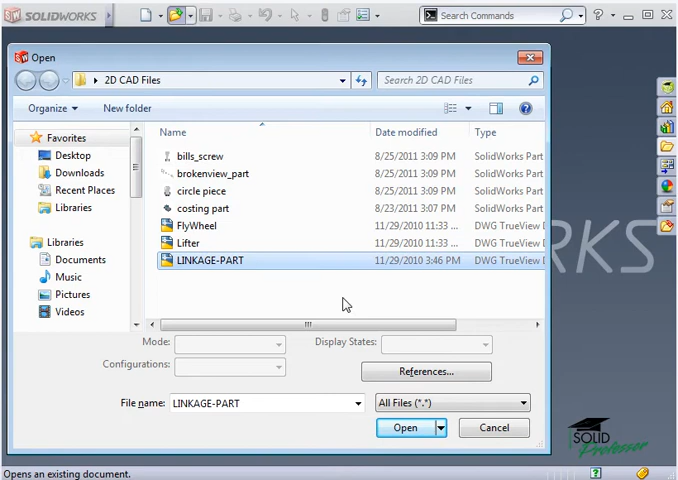 SOLIDWORKS
Search Commands
Open
2D CAD Files
Search 2D CAD Files
Organize
New folder
Name
Date modified
Type
Favorites
Desktop
Downloads
Recent Places
Libraries
Libraries
Documents
Music
Pictures
Videos
bills_screw 8/25/2011 3:09 PM SolidWorks Part
brokenview_part 8/25/2011 3:09 PM SolidWorks Part
circle piece 8/25/2011 3:09 PM SolidWorks Part
costing part 8/23/2011 3:07 PM SolidWorks Part
FlyWheel 11/29/2010 11:33 ... DWG TrueView D
Lifter 11/29/2010 11:33 ... DWG TrueView D
LINKAGE-PART 11/29/2010 3:46 PM DWG TrueView D
RKS
Mode:
Display States:
Configurations:
References...
File name:
LINKAGE-PART
All Files (*.*)
Open
Cancel
SOLID
Professor
Opens an existing document.